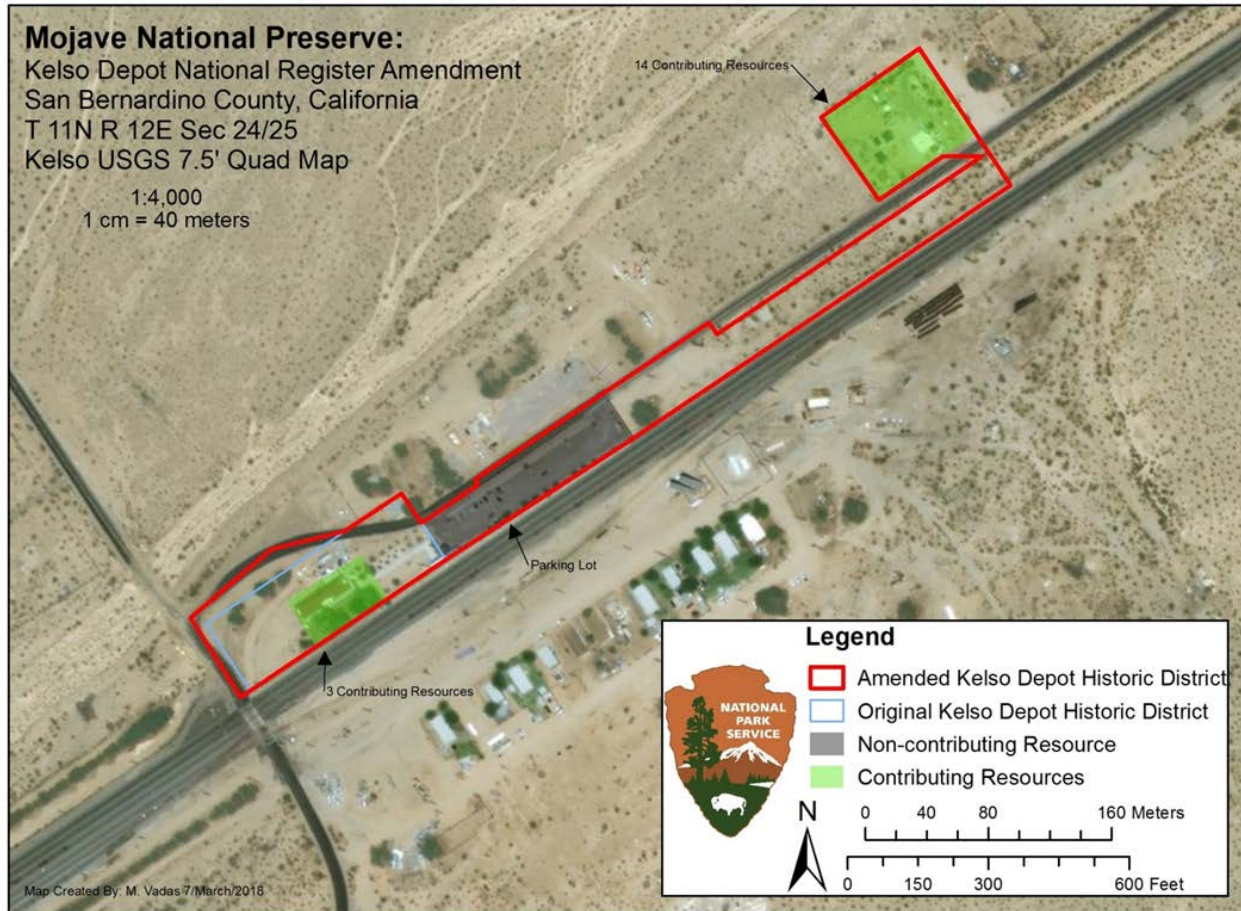 Mojave National Preserve:
Kelso Depot National Register Amendment
San Bernardino County, California
T 11N R 12E Sec 24/25
Kelso USGS 7.5' Quad Map
1:4,000
1 cm = 40 meters
14 Contributing Resources
Parking Lot
3 Contributing Resources
Legend
Amended Kelso Depot Historic District
Original Kelso Depot Historic District
Non-contributing Resource
Contributing Resources
NATIONAL
PARK
SERVICE
N
0 40 80 160 Meters
0 150 300 600 Feet
Map Created By: M. Vadas 7/March/2018